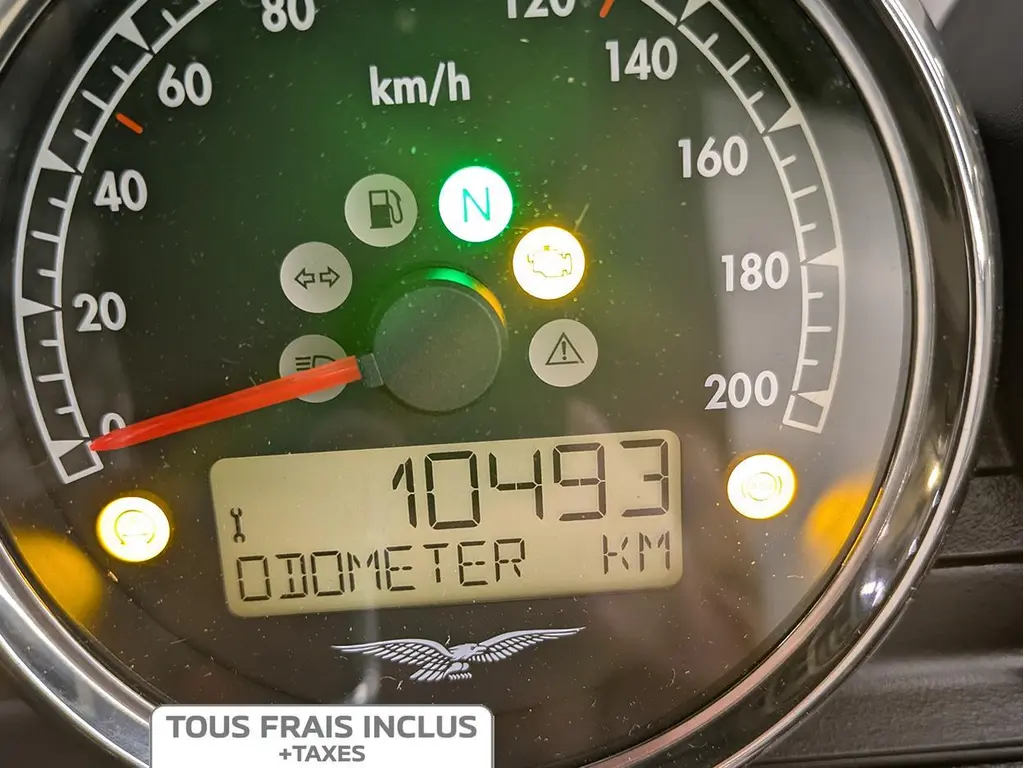 80
120
60
km/h
140
40
N
160
20
180
0
200
10493
ODOMETER KM
TOUS FRAIS INCLUS
+TAXES